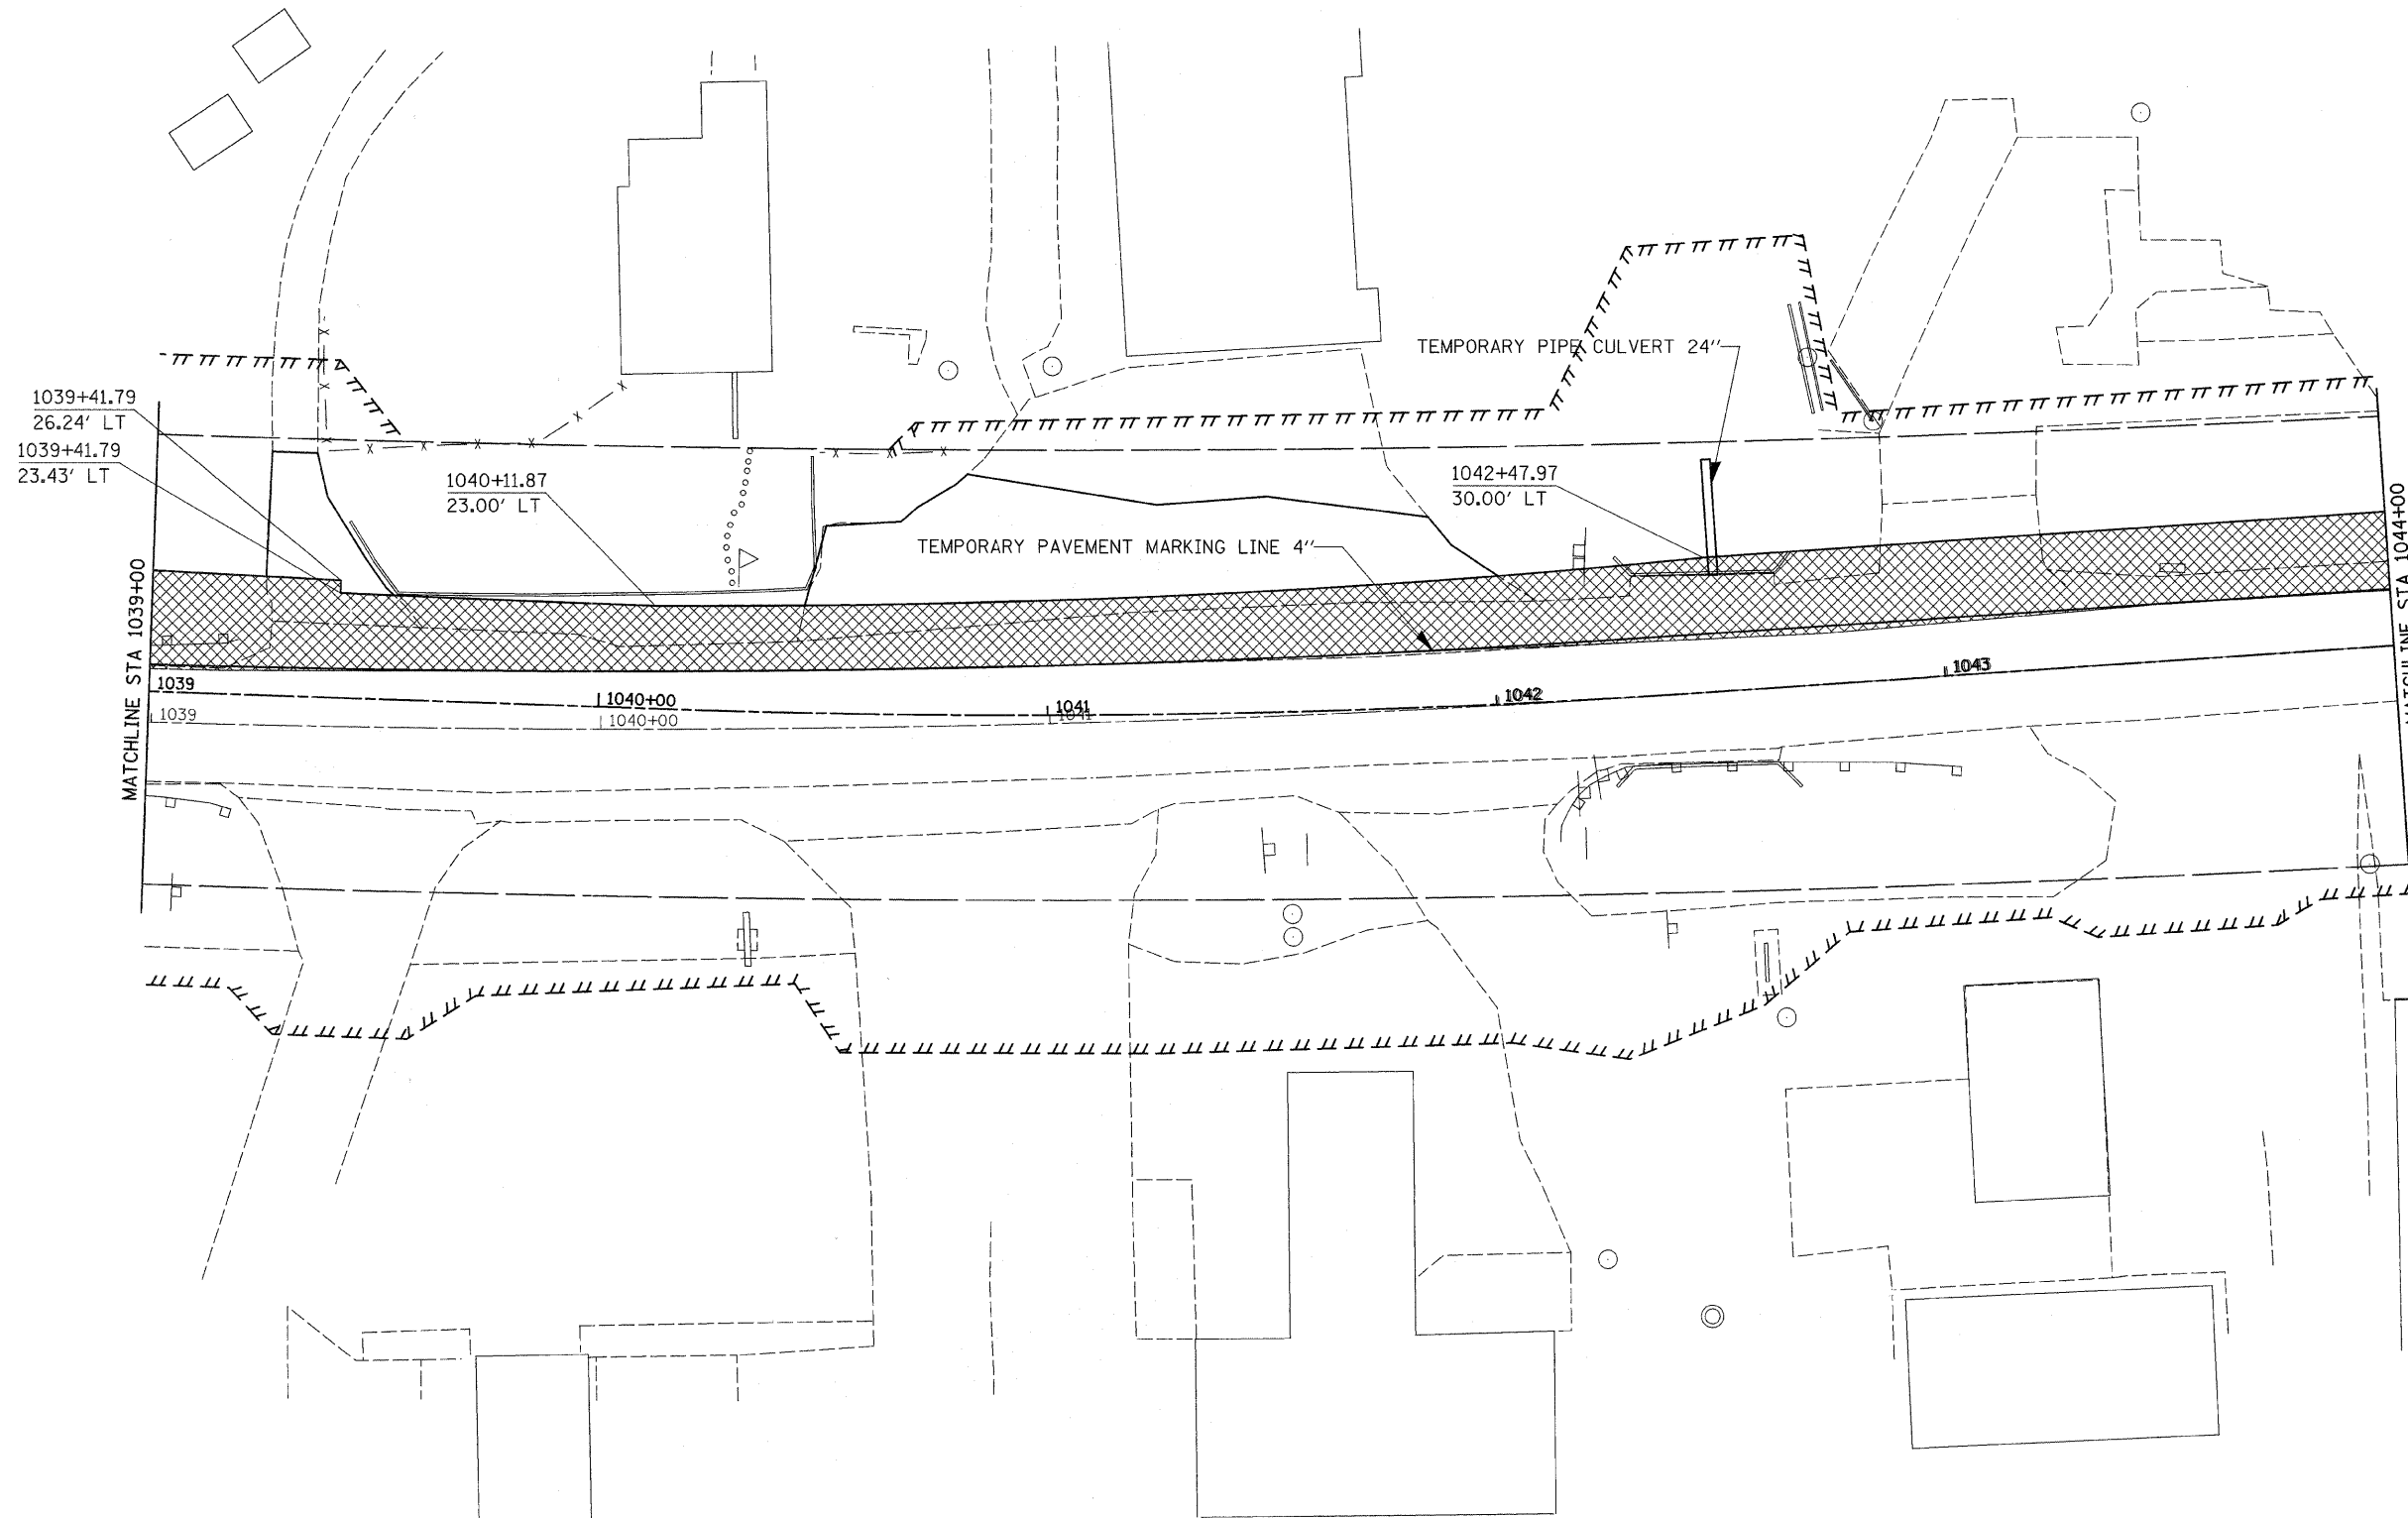 TEMPORARY PIPE CULVERT 24''
1039+41.79
26.24' LT
1039+41.79
23.43' LT
1040+11.87
23.00' LT
1042+47.97
30.00' LT
TEMPORARY PAVEMENT MARKING LINE 4''
MATCHLINE STA 1039+00
MATCHLINE STA 1044+00
1039
1040+00
1041
1042
1043
1039
1040+00
1041